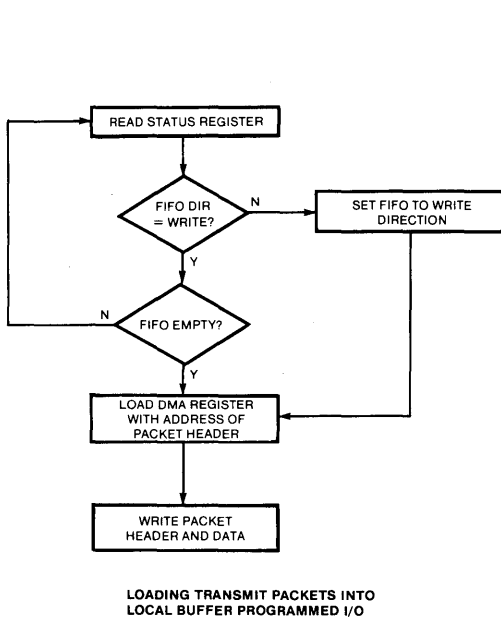 READ STATUS REGISTER
FIFO DIR
= WRITE?
N
SET FIFO TO WRITE
DIRECTION
Y
N
FIFO EMPTY?
Y
LOAD DMA REGISTER
WITH ADDRESS OF
PACKET HEADER
WRITE PACKET
HEADER AND DATA
LOADING TRANSMIT PACKETS INTO
LOCAL BUFFER PROGRAMMED I/O